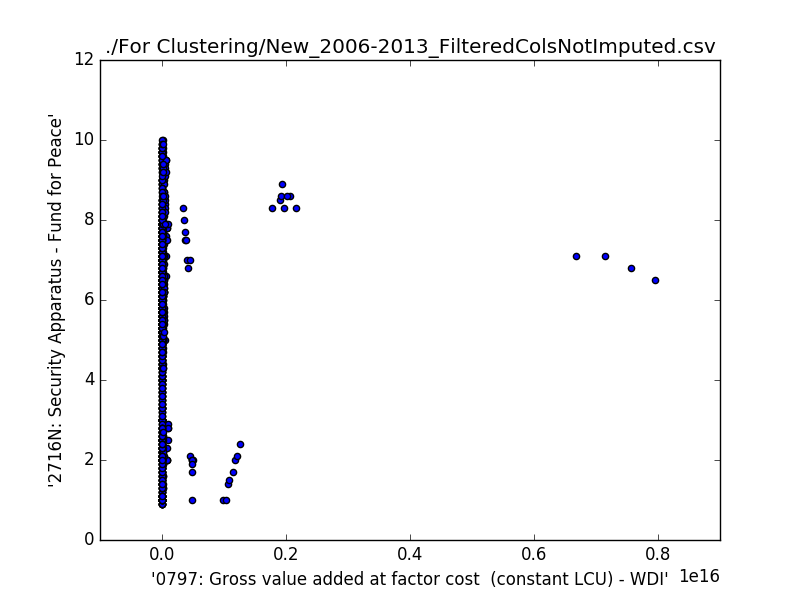 ./For Clustering/New_2006-2013_FilteredColsNotImputed.csv
12
10
8
6
4
2
0
'2716N: Security Apparatus - Fund for Peace'
0.0 0.2 0.4 0.6 0.8
1e16
'0797: Gross value added at factor cost  (constant LCU) - WDI'